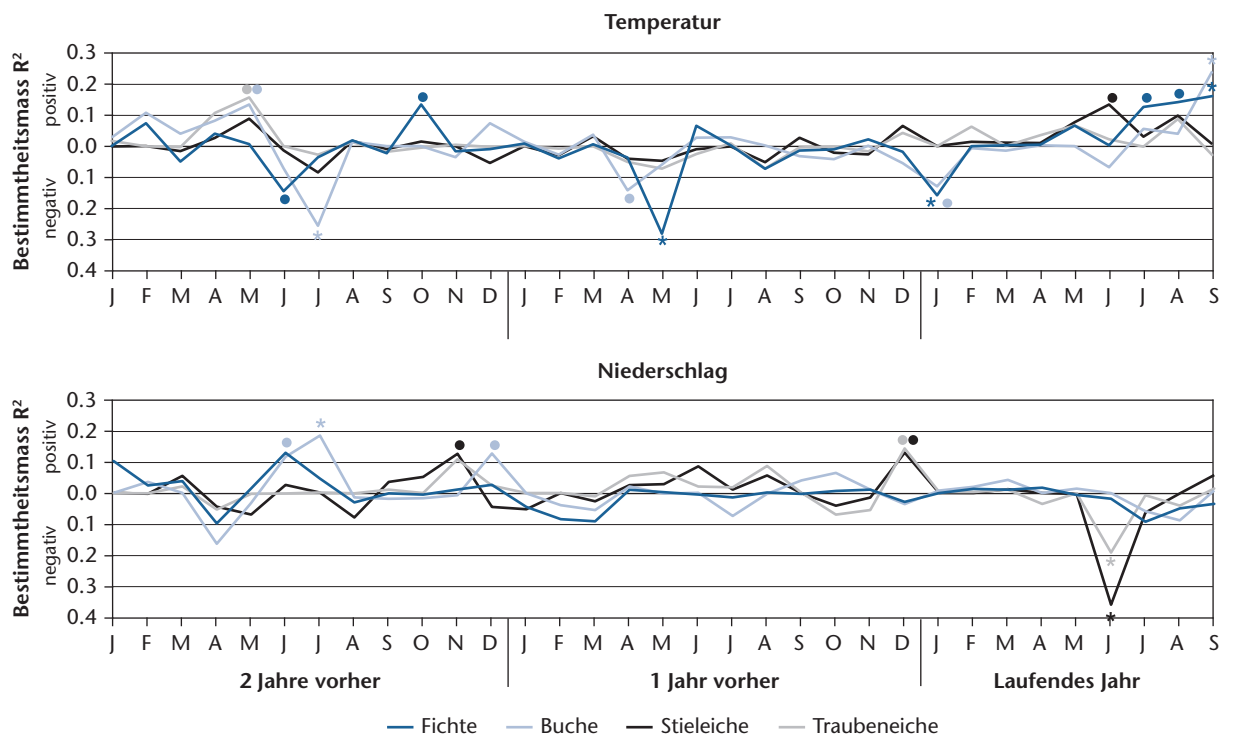 Temperatur
Bestimmtheitsmass R²
positiv
negativ
0.3
0.2
0.1
0.0
0.1
0.2
0.3
0.4
J F M A M J J A S O N D J F M A M J J A S O N D J F M A M J J A S
Niederschlag
Bestimmtheitsmass R²
positiv
negativ
0.3
0.2
0.1
0.0
0.1
0.2
0.3
0.4
J F M A M J J A S O N D J F M A M J J A S O N D J F M A M J J A S
2 Jahre vorher 1 Jahr vorher Laufendes Jahr
Fichte Buche Stieleiche Traubeneiche